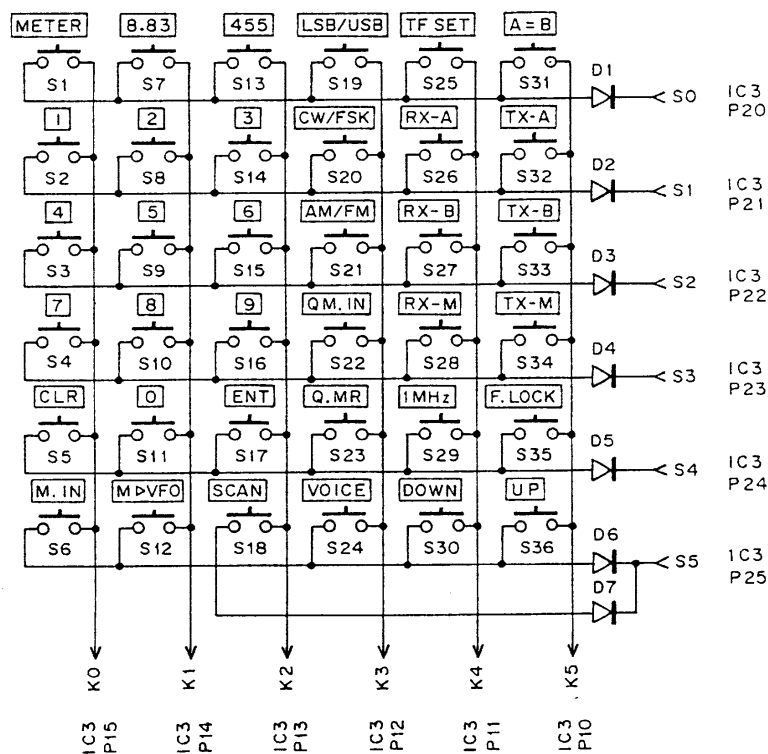 METER 8.83 455 LSB/USB TF SET A=B
D1
S1 S7 S13 S19 S25 S31 S0 IC3
P20
1 2 3 CW/FSK RX-A TX-A
D2
S2 S8 S14 S20 S26 S32 S1 IC3
P21
4 5 6 AM/FM RX-B TX-B
D3
S3 S9 S15 S21 S27 S33 S2 IC3
P22
7 8 9 QM.IN RX-M TX-M
D4
S4 S10 S16 S22 S28 S34 S3 IC3
P23
CLR 0 ENT Q.MR 1MHz F.LOCK
D5
S5 S11 S17 S23 S29 S35 S4 IC3
P24
M.IN M▷VFO SCAN VOICE DOWN UP
D6
S6 S12 S18 S24 S30 S36 S5 IC3
P25
D7
K0 K1 K2 K3 K4 K5
IC3 P15
IC3 P14
IC3 P13
IC3 P12
IC3 P11
IC3 P10